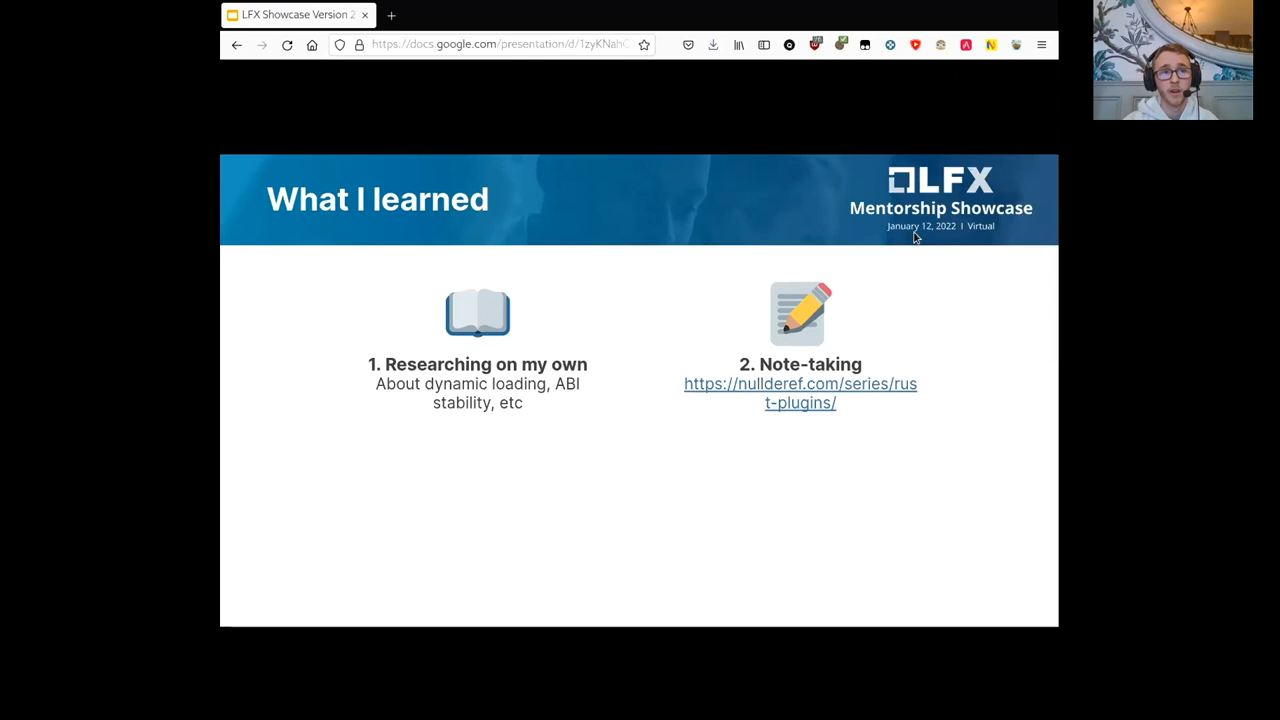 LFX Showcase Version 2
https://docs.google.com/presentation/d/1zyKNah
What I learned
LFX
Mentorship Showcase
January 12, 2022 | Virtual
1. Researching on my own
About dynamic loading, ABI
stability, etc
2. Note-taking
https://nullderef.com/series/rus
t-plugins/